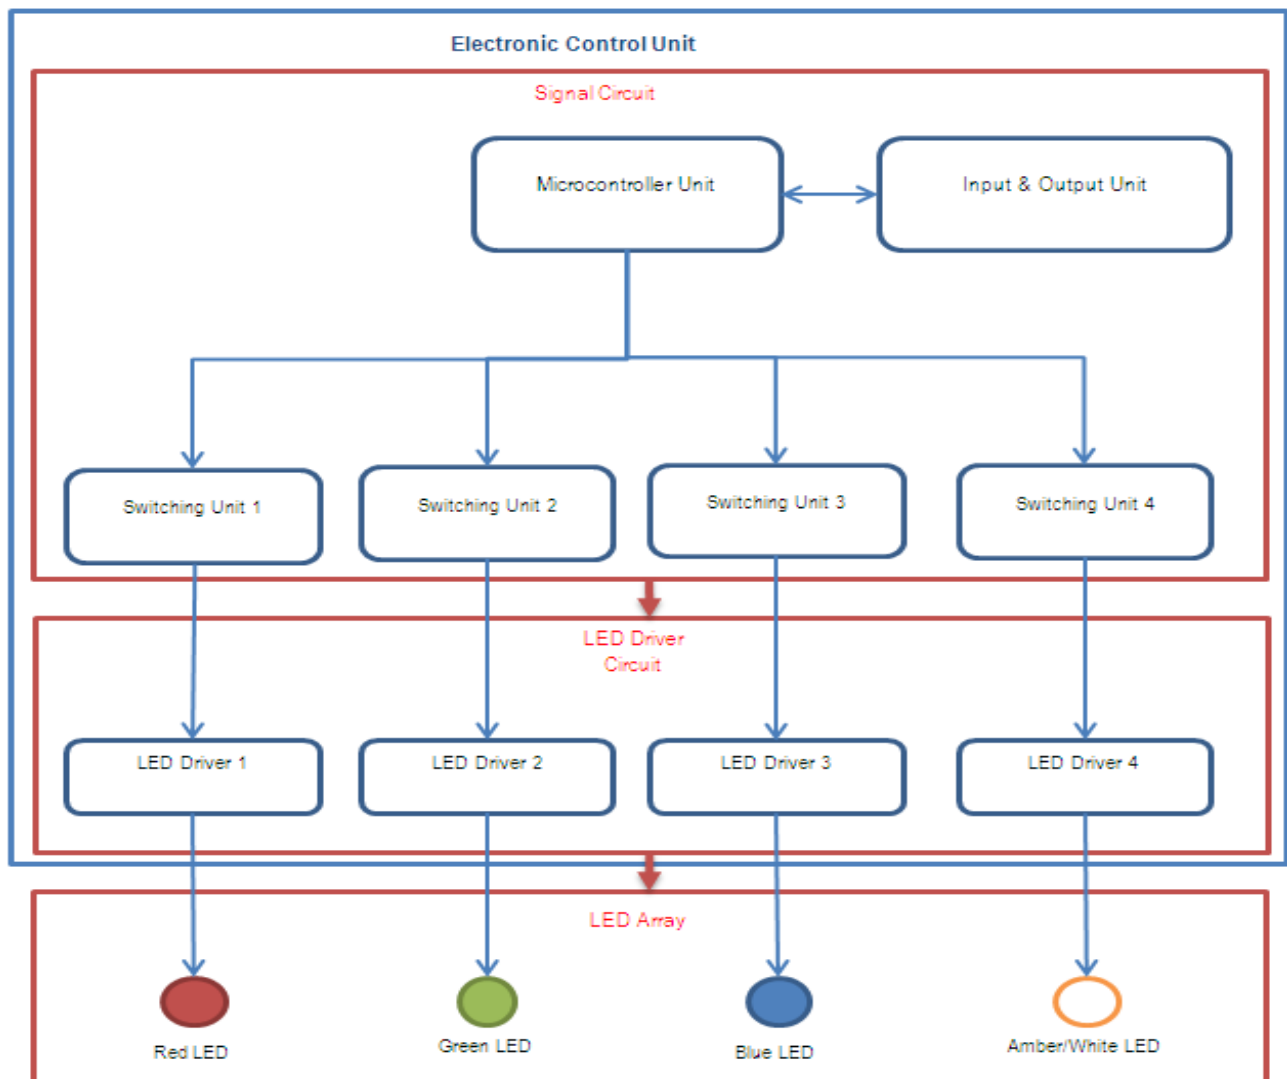 Electronic Control Unit
Signal Circuit
Microcontroller Unit
Input & Output Unit
Switching Unit 1
Switching Unit 2
Switching Unit 3
Switching Unit 4
LED Driver
Circuit
LED Driver 1
LED Driver 2
LED Driver 3
LED Driver 4
LED Array
Red LED
Green LED
Blue LED
Amber/White LED